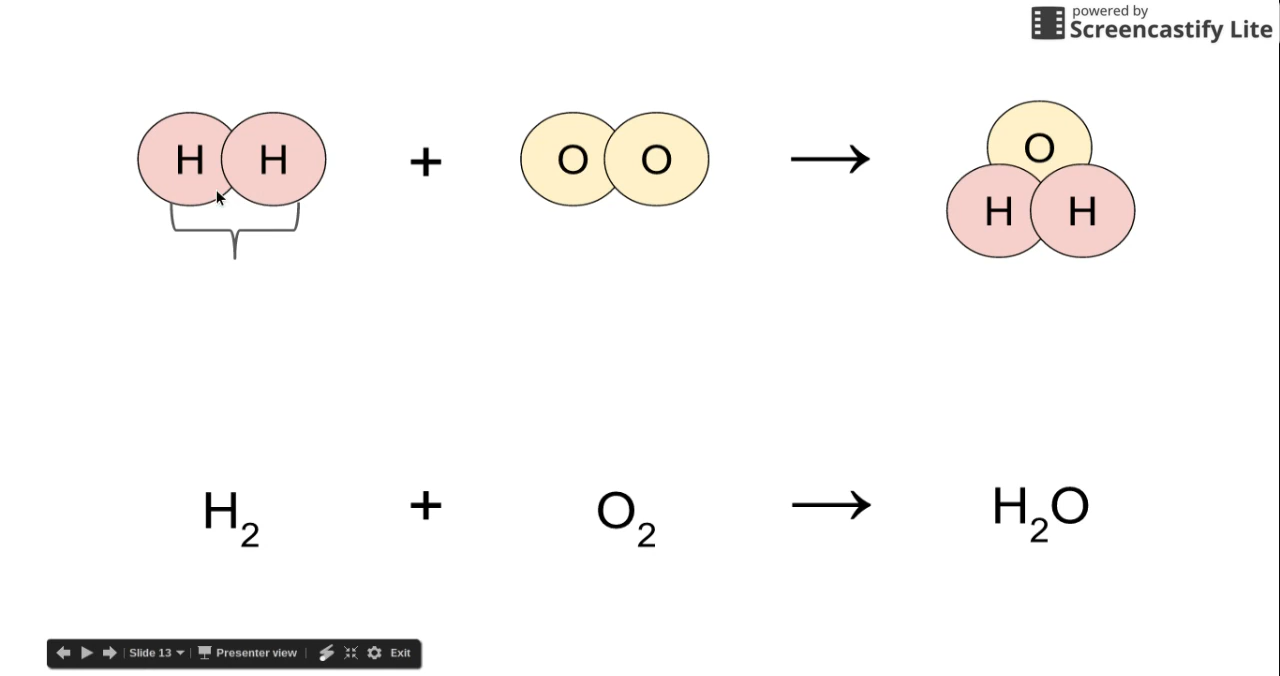 powered by
Screencastify Lite
H H + O O → O
H H
H₂ + O₂ → H₂O
Slide 13 Presenter view Exit